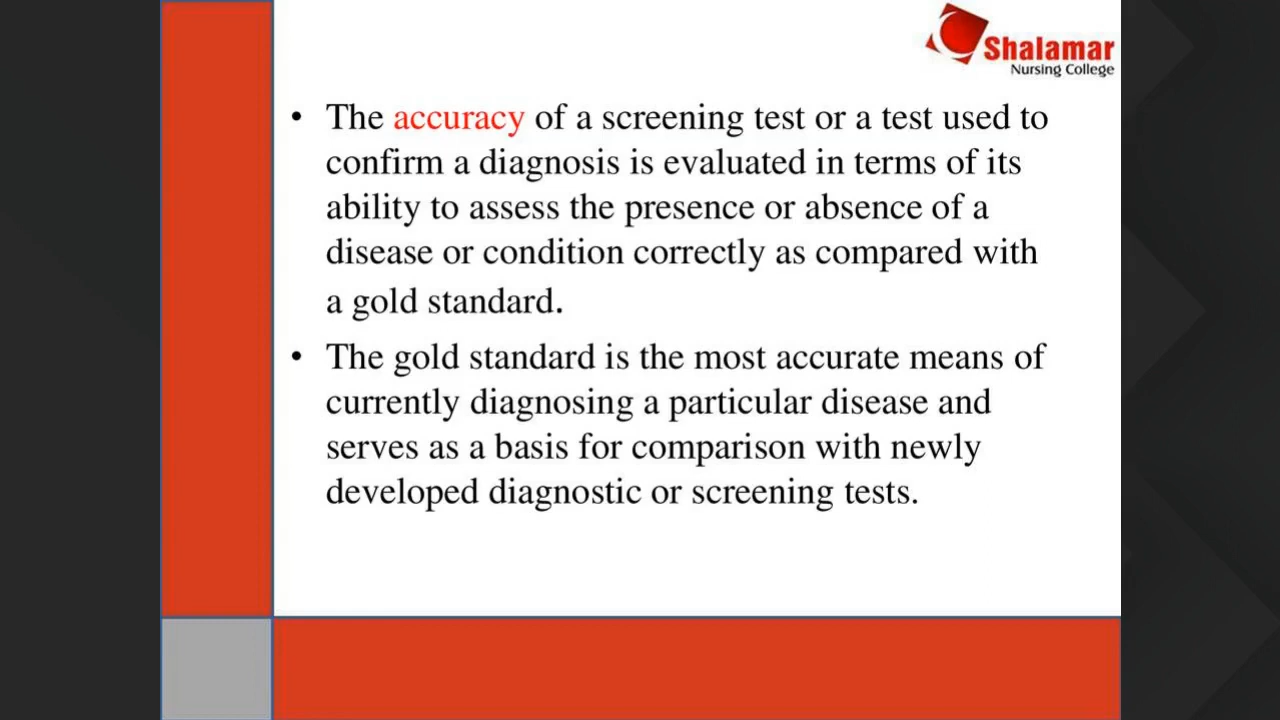 Shalamar
Nursing College
• The accuracy of a screening test or a test used to
confirm a diagnosis is evaluated in terms of its
ability to assess the presence or absence of a
disease or condition correctly as compared with
a gold standard.
• The gold standard is the most accurate means of
currently diagnosing a particular disease and
serves as a basis for comparison with newly
developed diagnostic or screening tests.